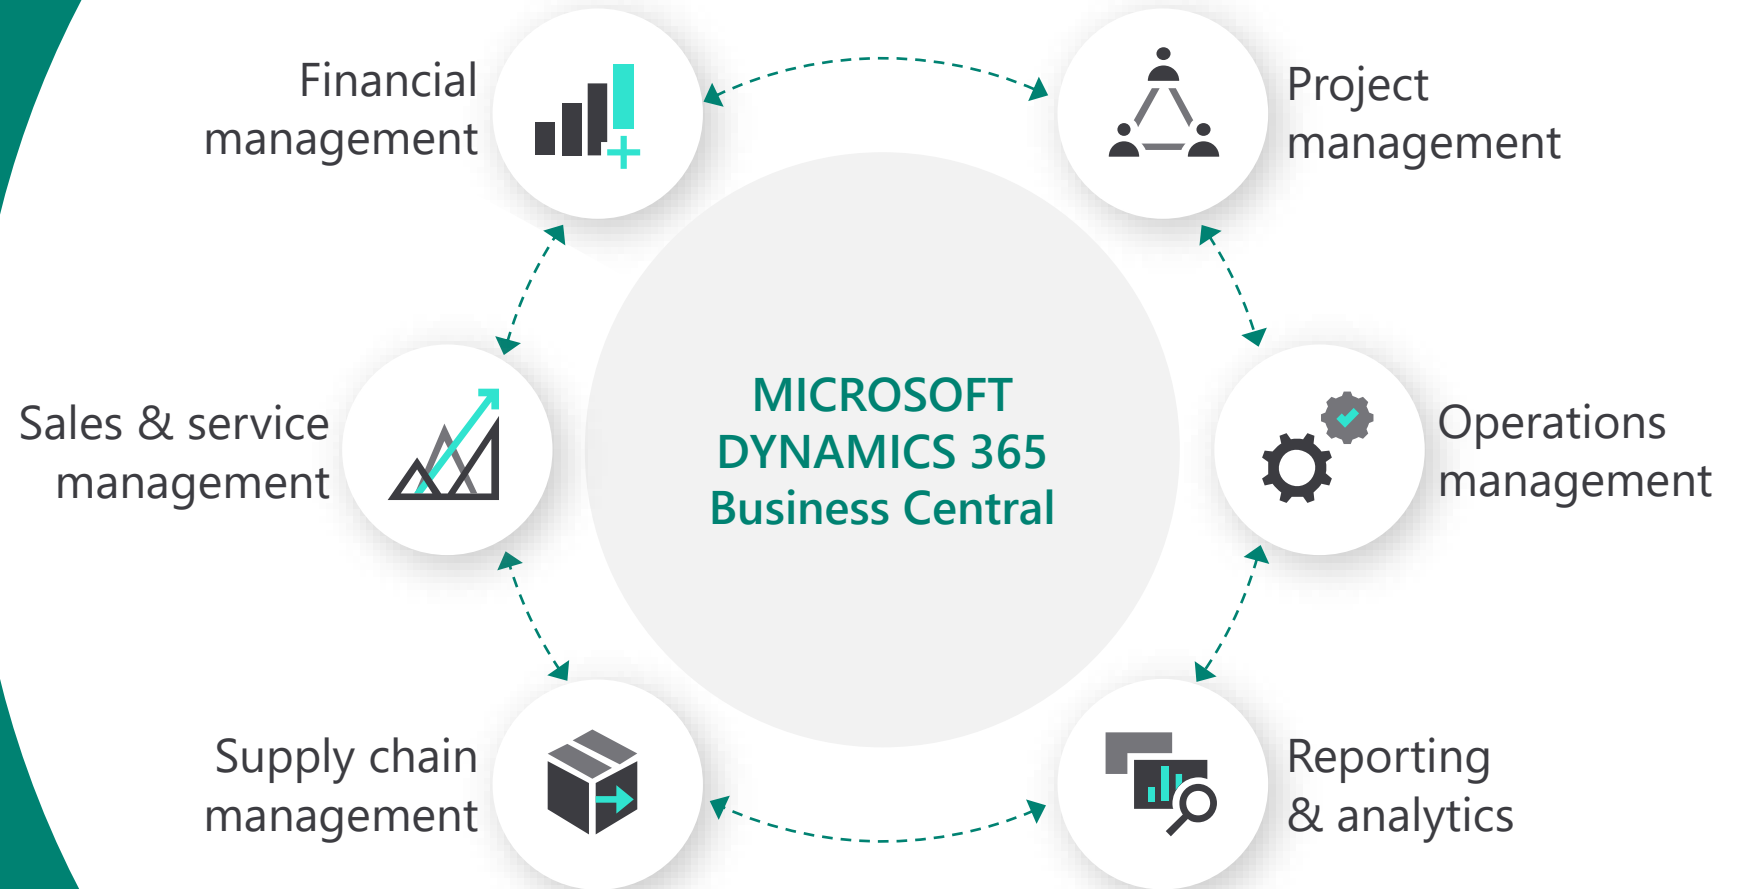 Financial
management
Project
management
Sales & service
management
MICROSOFT
DYNAMICS 365
Business Central
Operations
management
Supply chain
management
Reporting
& analytics